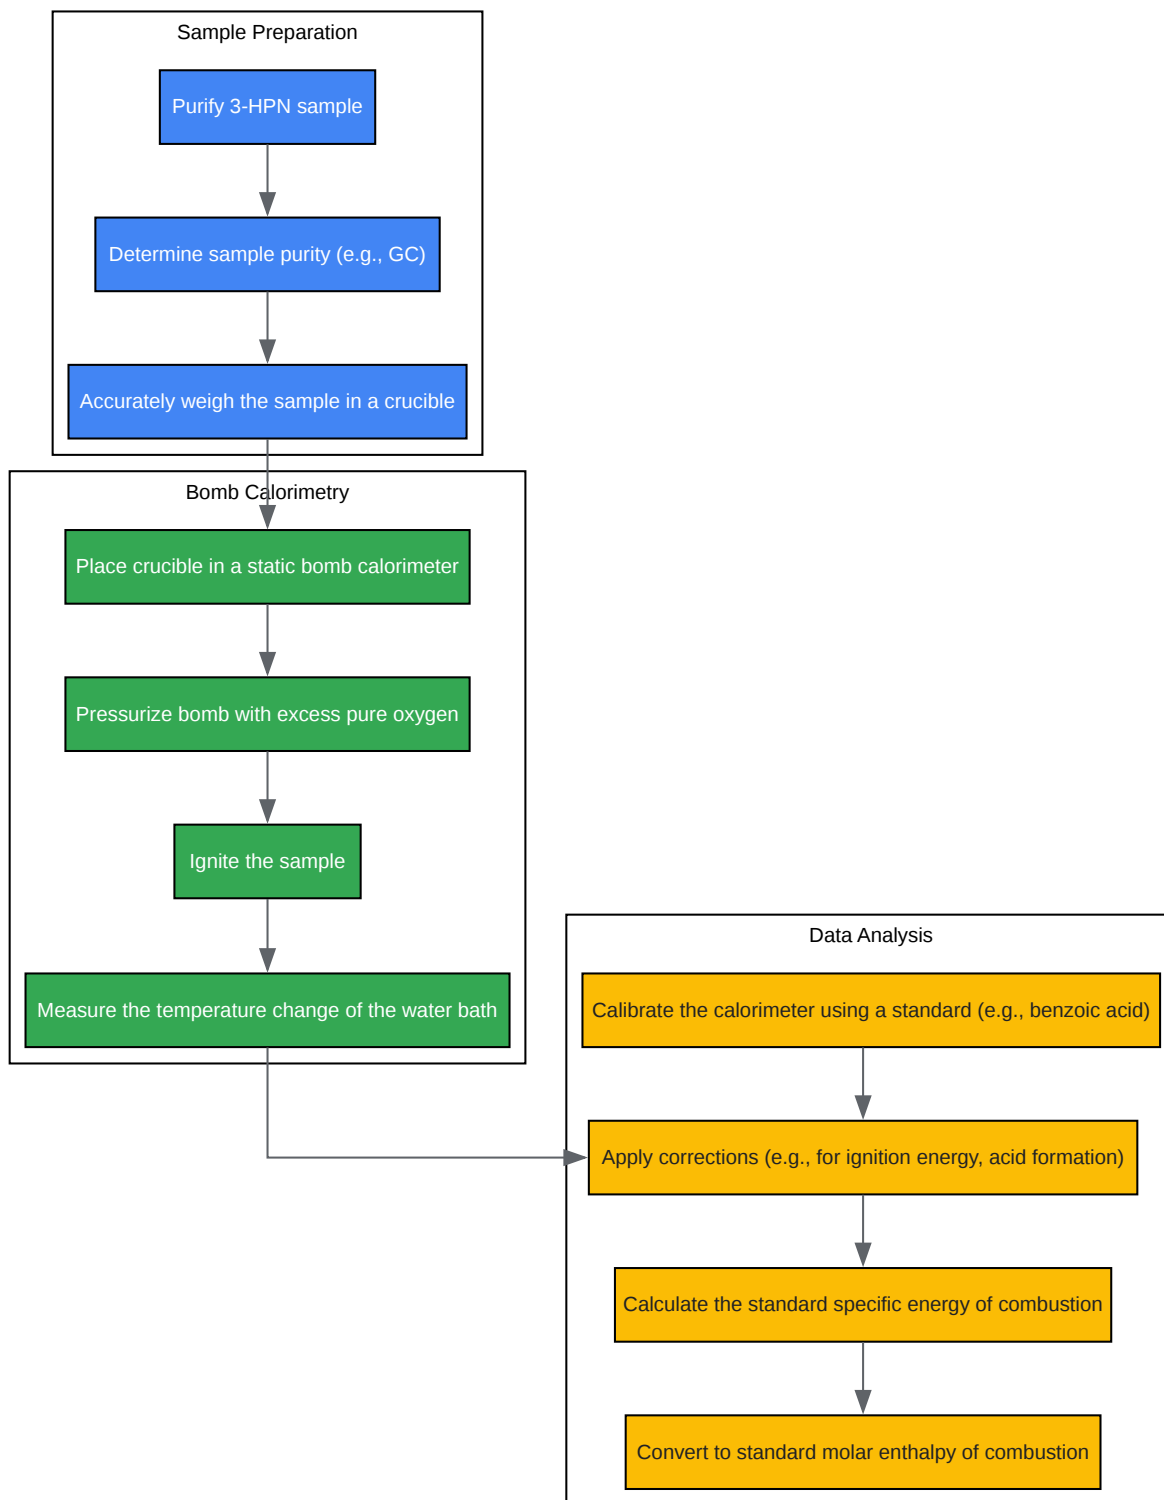 Sample Preparation
Purify 3-HPN sample
Determine sample purity (e.g., GC)
Accurately weigh the sample in a crucible
Bomb Calorimetry
Place crucible in a static bomb calorimeter
Pressurize bomb with excess pure oxygen
Ignite the sample
Measure the temperature change of the water bath
Data Analysis
Calibrate the calorimeter using a standard (e.g., benzoic acid)
Apply corrections (e.g., for ignition energy, acid formation)
Calculate the standard specific energy of combustion
Convert to standard molar enthalpy of combustion